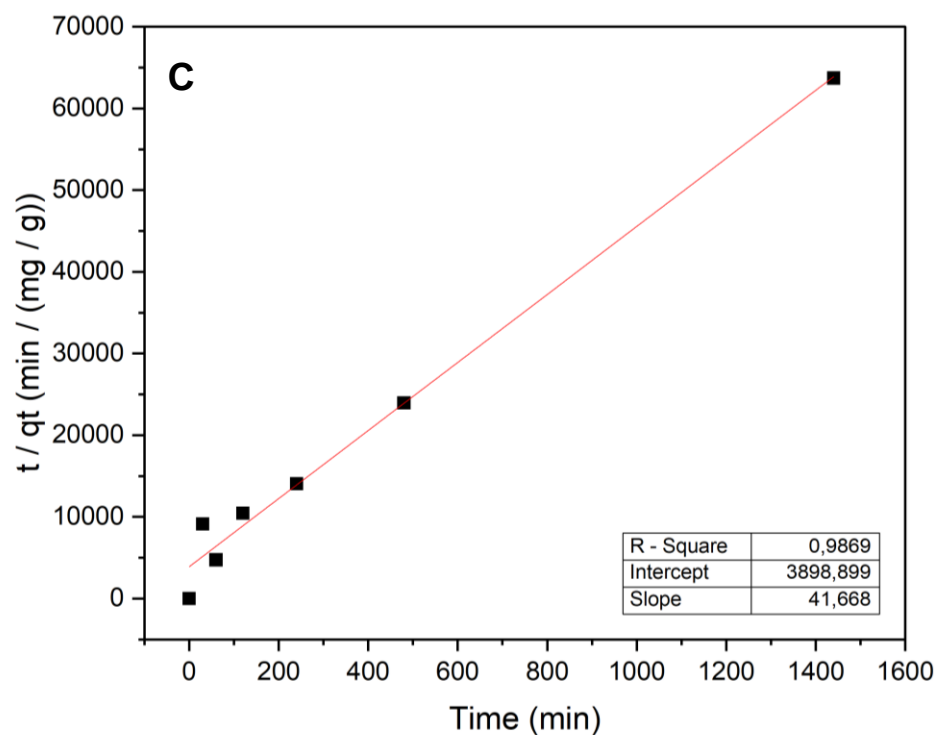 C
70000
60000
50000
40000
30000
20000
10000
0
t / qt (min / (mg / g))
R - Square 0,9869
Intercept 3898,899
Slope 41,668
0 200 400 600 800 1000 1200 1400 1600
Time (min)